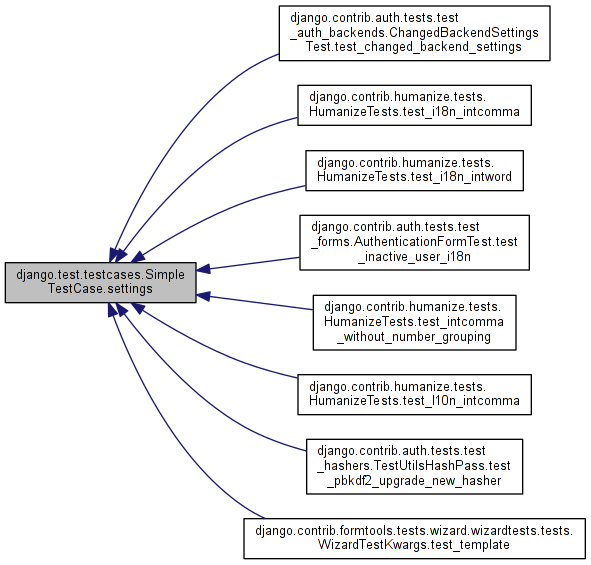 django.contrib.auth.tests.test
_auth_backends.ChangedBackendSettings
Test.test_changed_backend_settings
django.contrib.humanize.tests.
HumanizeTests.test_i18n_intcomma
django.contrib.humanize.tests.
HumanizeTests.test_i18n_intword
django.contrib.auth.tests.test
_forms.AuthenticationFormTest.test
_inactive_user_i18n
django.test.testcases.Simple
TestCase.settings
django.contrib.humanize.tests.
HumanizeTests.test_intcomma
_without_number_grouping
django.contrib.humanize.tests.
HumanizeTests.test_l10n_intcomma
django.contrib.auth.tests.test
_hashers.TestUtilsHashPass.test
_pbkdf2_upgrade_new_hasher
django.contrib.formtools.tests.wizard.wizardtests.tests.
WizardTestKwargs.test_template